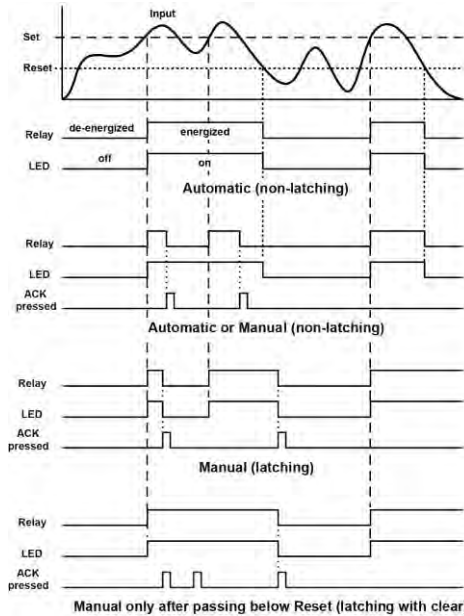 Input
Set
Reset
de-energized energized
Relay
off on
LED
Automatic (non-latching)
Relay
LED
ACK
pressed
Automatic or Manual (non-latching)
Relay
LED
ACK
pressed
Manual (latching)
Relay
LED
ACK
pressed
Manual only after passing below Reset (latching with clear